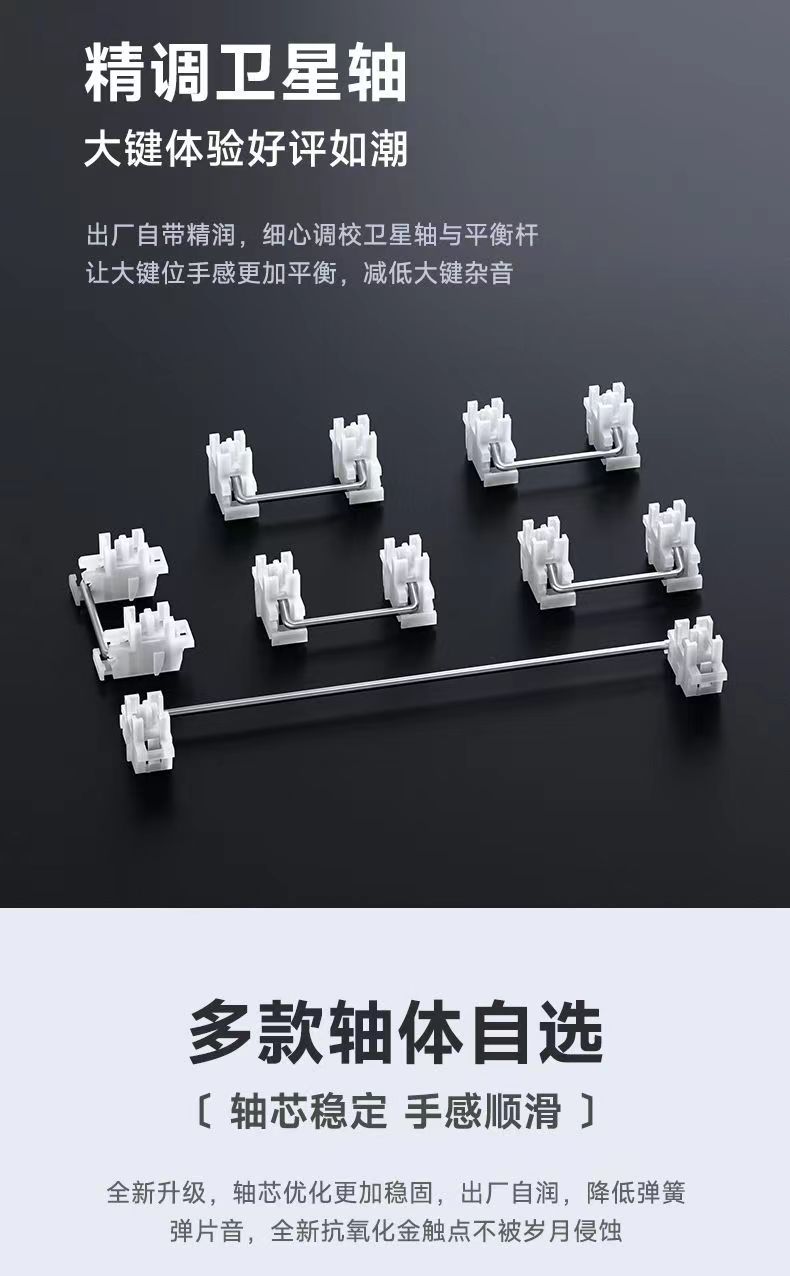 精调卫星轴
大键体验好评如潮
出厂自带精润，细心调校卫星轴与平衡杆
让大键位手感更加平衡，减低大键杂音
多款轴体自选
〔 轴芯稳定 手感顺滑 〕
全新升级，轴芯优化更加稳固，出厂自润，降低弹簧
弹片音，全新抗氧化金触点不被岁月侵蚀